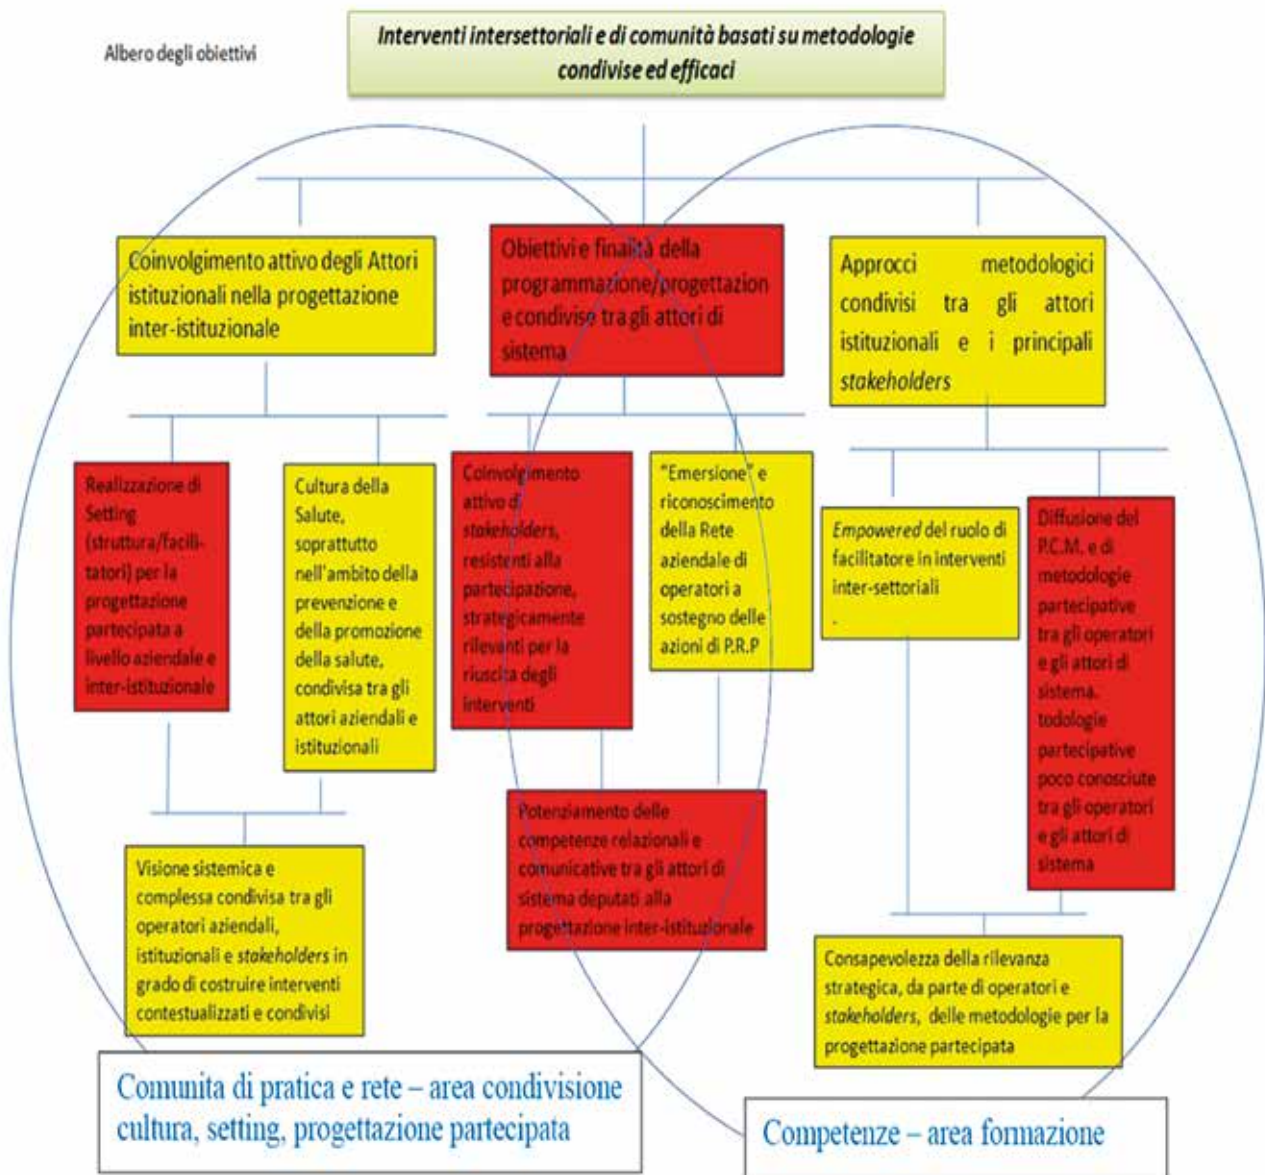 Albero degli obiettivi
Interventi intersettoriali e di comunità basati su metodologie
condivise ed efficaci
Coinvolgimento attivo degli Attori
istituzionali nella progettazione
inter-istituzionale
Obiettivi e finalità della
programmazione/progettazion
e condivise tra gli attori di
sistema
Approcci metodologici
condivisi tra gli attori
istituzionali e i principali
stakeholders
Realizzazione di
Setting
(struttura/facili-
tatori) per la
progettazione
partecipata a
livello aziendale e
inter-istituzionale
Cultura della
Salute,
soprattutto
nell'ambito della
prevenzione e
della promozione
della salute,
condivisa tra gli
attori aziendali e
istituzionali
Coinvolgimento
attivo di
stakeholders,
resistenti alla
partecipazione,
strategicamente
rilevanti per la
riuscita degli
interventi
"Emersione" e
riconoscimento
della Rete
aziendale di
operatori a
sostegno delle
azioni di P.R.P
Empowered del ruolo di
facilitatore in interventi
inter-settoriali
.
Diffusione del
P.C.M. e di
metodologie
partecipative
tra gli operatori
e gli attori di
sistema.
todologie
partecipative
poco conosciute
tra gli operatori
e gli attori di
sistema
Visione sistemica e
complessa condivisa tra gli
operatori aziendali,
istituzionali e stakeholders in
grado di costruire interventi
contestualizzati e condivisi
Potenziamento delle
competenze relazionali e
comunicative tra gli attori di
sistema deputati alla
progettazione inter-istituzionale
Consapevolezza della rilevanza
strategica, da parte di operatori e
stakeholders, delle metodologie per la
progettazione partecipata
Comunita di pratica e rete – area condivisione
cultura, setting, progettazione partecipata
Competenze – area formazione